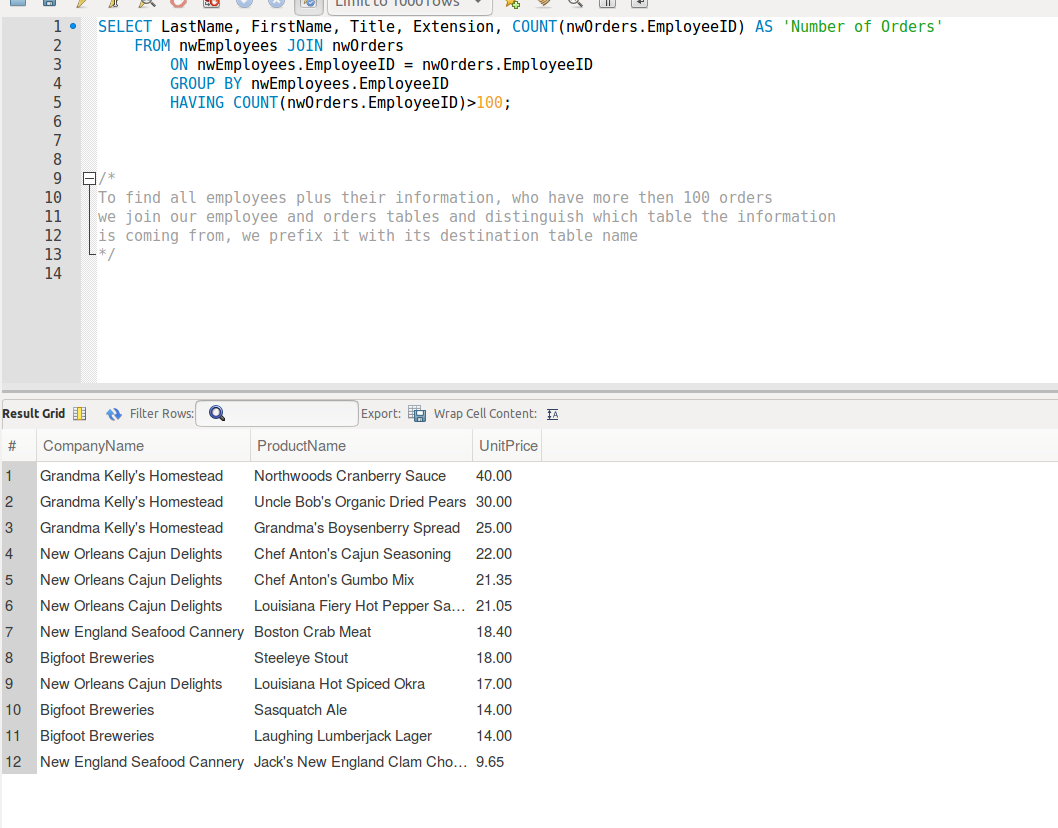 Limit to 1000 rows
1 SELECT LastName, FirstName, Title, Extension, COUNT(nwOrders.EmployeeID) AS 'Number of Orders'
2 FROM nwEmployees JOIN nwOrders
3 ON nwEmployees.EmployeeID = nwOrders.EmployeeID
4 GROUP BY nwEmployees.EmployeeID
5 HAVING COUNT(nwOrders.EmployeeID)>100;
6
7
8
9 /*
10 To find all employees plus their information, who have more then 100 orders
11 we join our employee and orders tables and distinguish which table the information
12 is coming from, we prefix it with its destination table name
13 */
14
Result Grid Filter Rows: Export: Wrap Cell Content:
# CompanyName ProductName UnitPrice
1 Grandma Kelly's Homestead Northwoods Cranberry Sauce 40.00
2 Grandma Kelly's Homestead Uncle Bob's Organic Dried Pears 30.00
3 Grandma Kelly's Homestead Grandma's Boysenberry Spread 25.00
4 New Orleans Cajun Delights Chef Anton's Cajun Seasoning 22.00
5 New Orleans Cajun Delights Chef Anton's Gumbo Mix 21.35
6 New Orleans Cajun Delights Louisiana Fiery Hot Pepper Sa... 21.05
7 New England Seafood Cannery Boston Crab Meat 18.40
8 Bigfoot Breweries Steeleye Stout 18.00
9 New Orleans Cajun Delights Louisiana Hot Spiced Okra 17.00
10 Bigfoot Breweries Sasquatch Ale 14.00
11 Bigfoot Breweries Laughing Lumberjack Lager 14.00
12 New England Seafood Cannery Jack's New England Clam Cho... 9.65